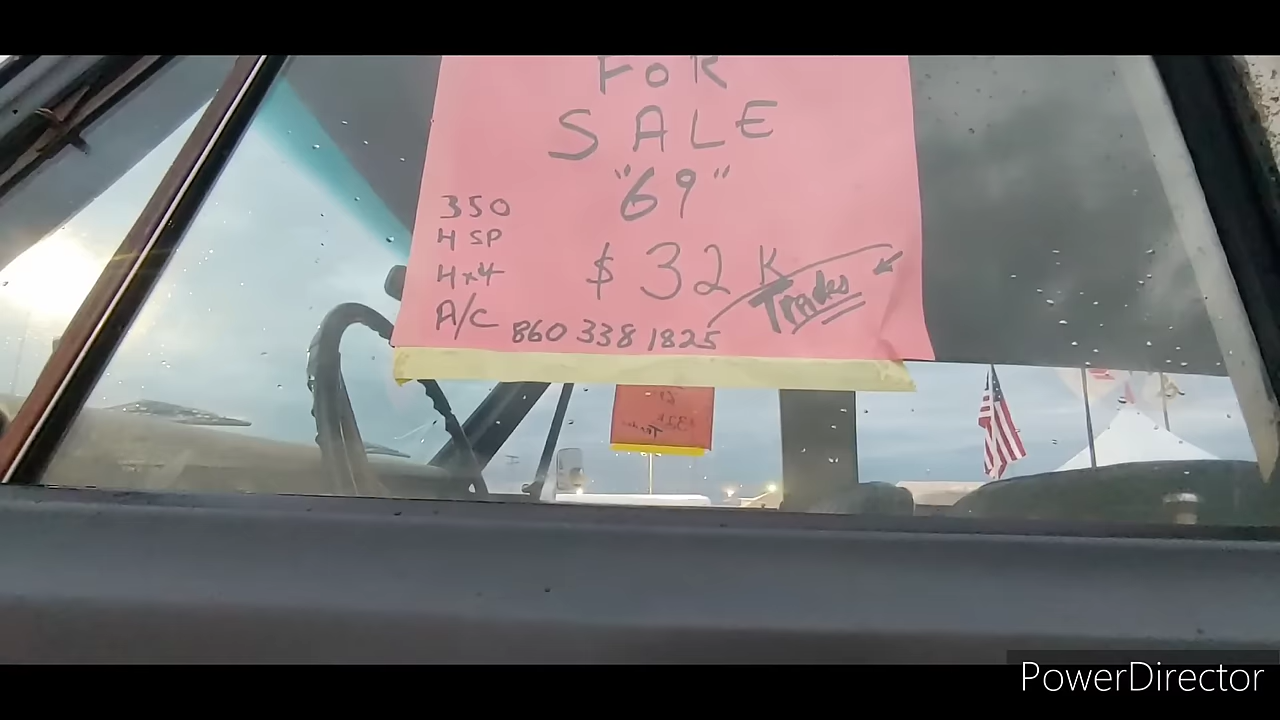 FOR
SALE
"69"
350
4 SP
4x4
A/C
$32K
Trades
860 338 1825
PowerDirector